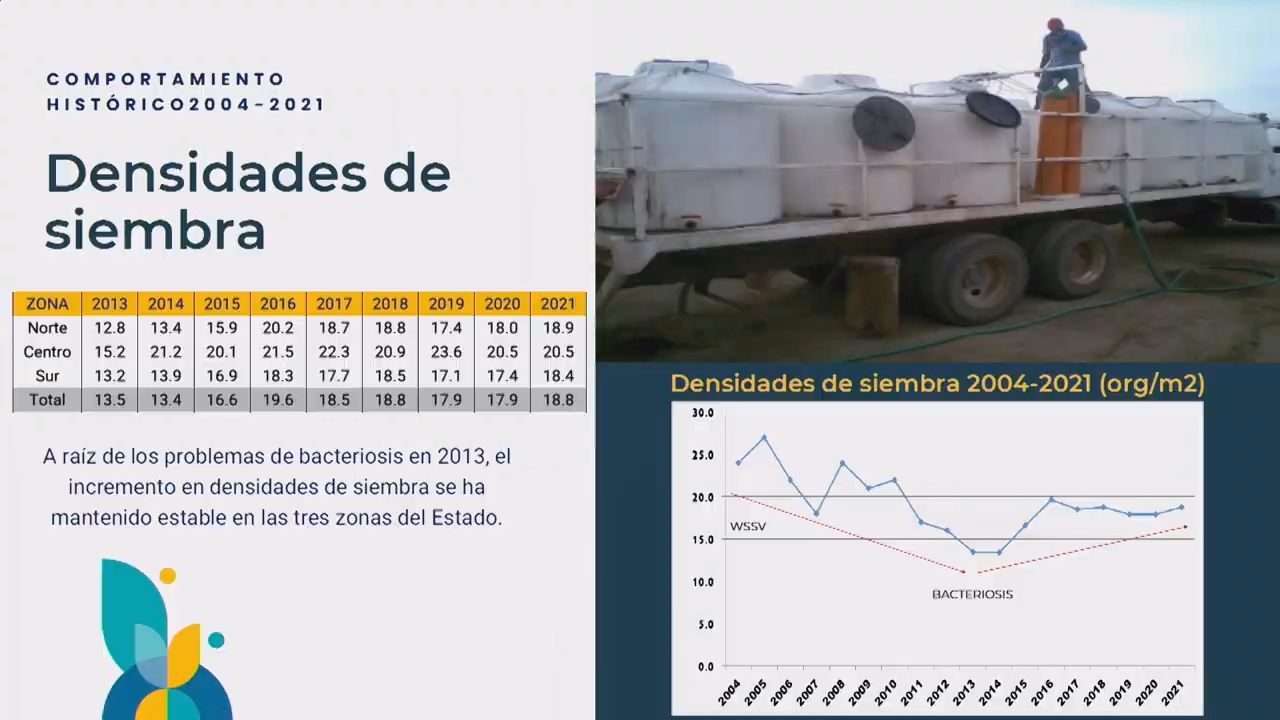 COMPORTAMIENTO
HISTÓRICO2004-2021
Densidades de
siembra
ZONA 2013 2014 2015 2016 2017 2018 2019 2020 2021
Norte 12.8 13.4 15.9 20.2 18.7 18.8 17.4 18.0 18.9
Centro 15.2 21.2 20.1 21.5 22.3 20.9 23.6 20.5 20.5
Sur 13.2 13.9 16.9 18.3 17.7 18.5 17.1 17.4 18.4
Total 13.5 13.4 16.6 19.6 18.5 18.8 17.9 17.9 18.8
A raíz de los problemas de bacteriosis en 2013, el
incremento en densidades de siembra se ha
mantenido estable en las tres zonas del Estado.
Densidades de siembra 2004-2021 (org/m2)
30.0
25.0
20.0
WSSV
15.0
10.0
BACTERIOSIS
5.0
0.0
2004 2005 2006 2007 2008 2009 2010 2011 2012 2013 2014 2015 2016 2017 2018 2019 2020 2021